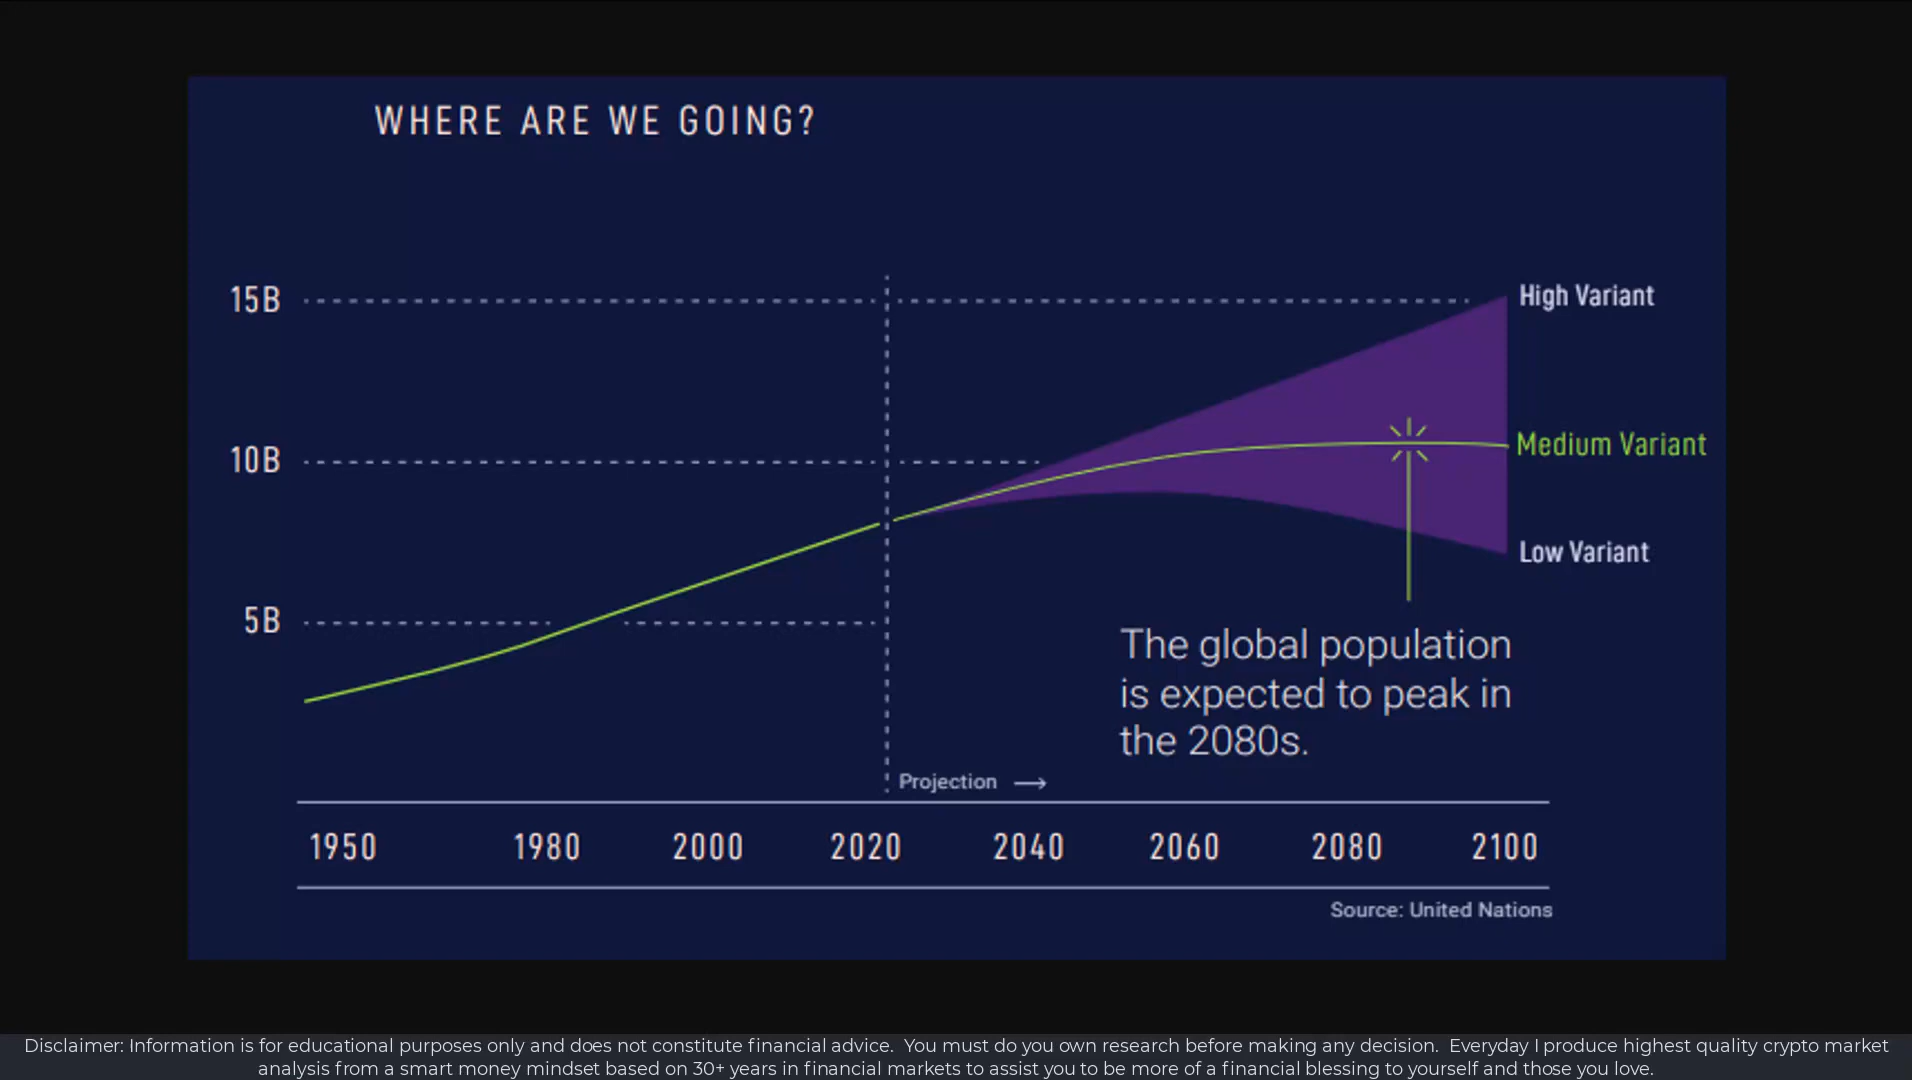 WHERE ARE WE GOING?
15B
High Variant
10B
Medium Variant
Low Variant
5B
The global population
is expected to peak in
the 2080s.
Projection →
1950 1980 2000 2020 2040 2060 2080 2100
Source: United Nations
Disclaimer: Information is for educational purposes only and does not constitute financial advice.  You must do you own research before making any decision.  Everyday I produce highest quality crypto market
analysis from a smart money mindset based on 30+ years in financial markets to assist you to be more of a financial blessing to yourself and those you love.